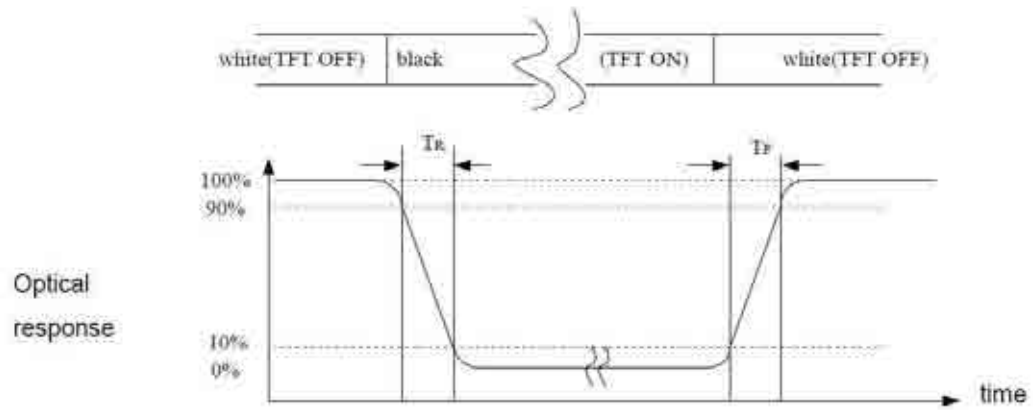 white(TFT OFF) black (TFT ON) white(TFT OFF)
TR TF
100%
90%
Optical
response
10%
0%
time